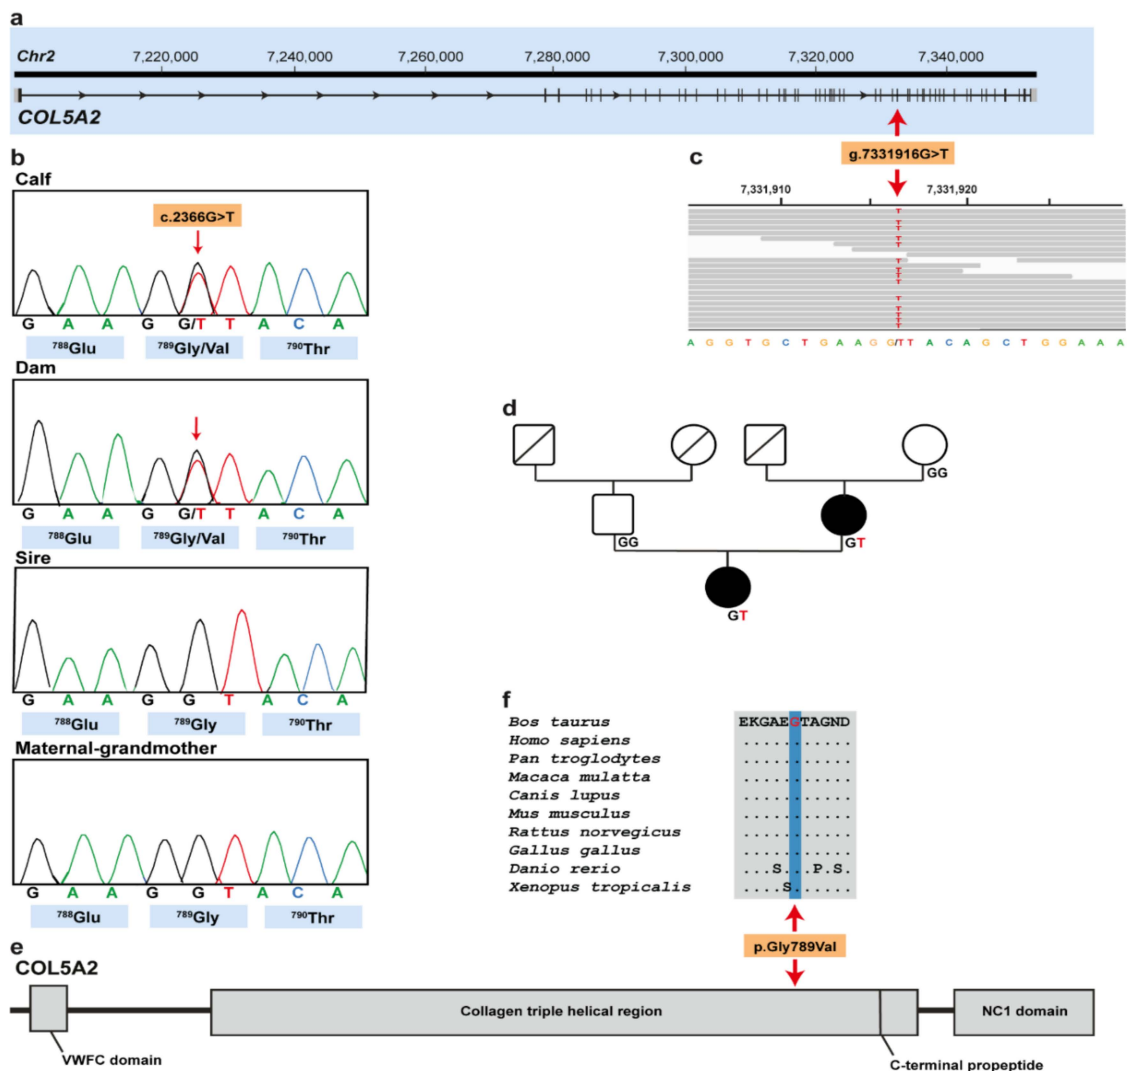 a
Chr2
7,220,000 7,240,000 7,260,000 7,280,000 7,300,000 7,320,000 7,340,000
COL5A2
g.7331916G>T
b
Calf
c.2366G>T
G A A G G/T T A C A
788Glu 789Gly/Val 790Thr
Dam
G A A G G/T T A C A
788Glu 789Gly/Val 790Thr
Sire
G A A G G T A C A
788Glu 789Gly 790Thr
Maternal-grandmother
G A A G G T A C A
788Glu 789Gly 790Thr
c
7,331,910 7,331,920
T
T
T
T
T
T
T
T
T
T
T
T
T
T
A G G T G C T G A A G G/T T A C A G C T G G A A A
d
GG
GG
GT
GT
f
Bos taurus EKGAEGTAGND
Homo sapiens ...........
Pan troglodytes ...........
Macaca mulatta ...........
Canis lupus ...........
Mus musculus ...........
Rattus norvegicus ...........
Gallus gallus ...........
Danio rerio ...S...P.S.
Xenopus tropicalis ....S......
p.Gly789Val
e
COL5A2
Collagen triple helical region
NC1 domain
VWFC domain
C-terminal propeptide